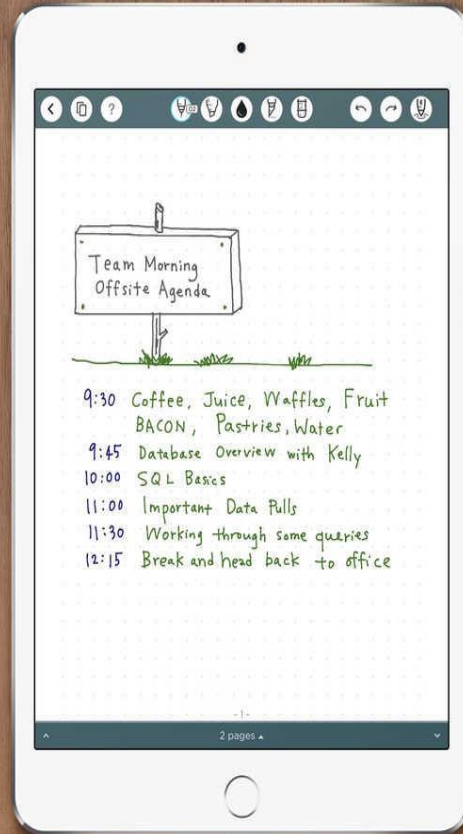 Team Morning
Offsite Agenda
9:30 Coffee, Juice, Waffles, Fruit
BACON, Pastries, Water
9:45 Database Overview with Kelly
10:00 SQL Basics
11:00 Important Data Pulls
11:30 Working through some queries
12:15 Break and head back to office
-1-
2 pages